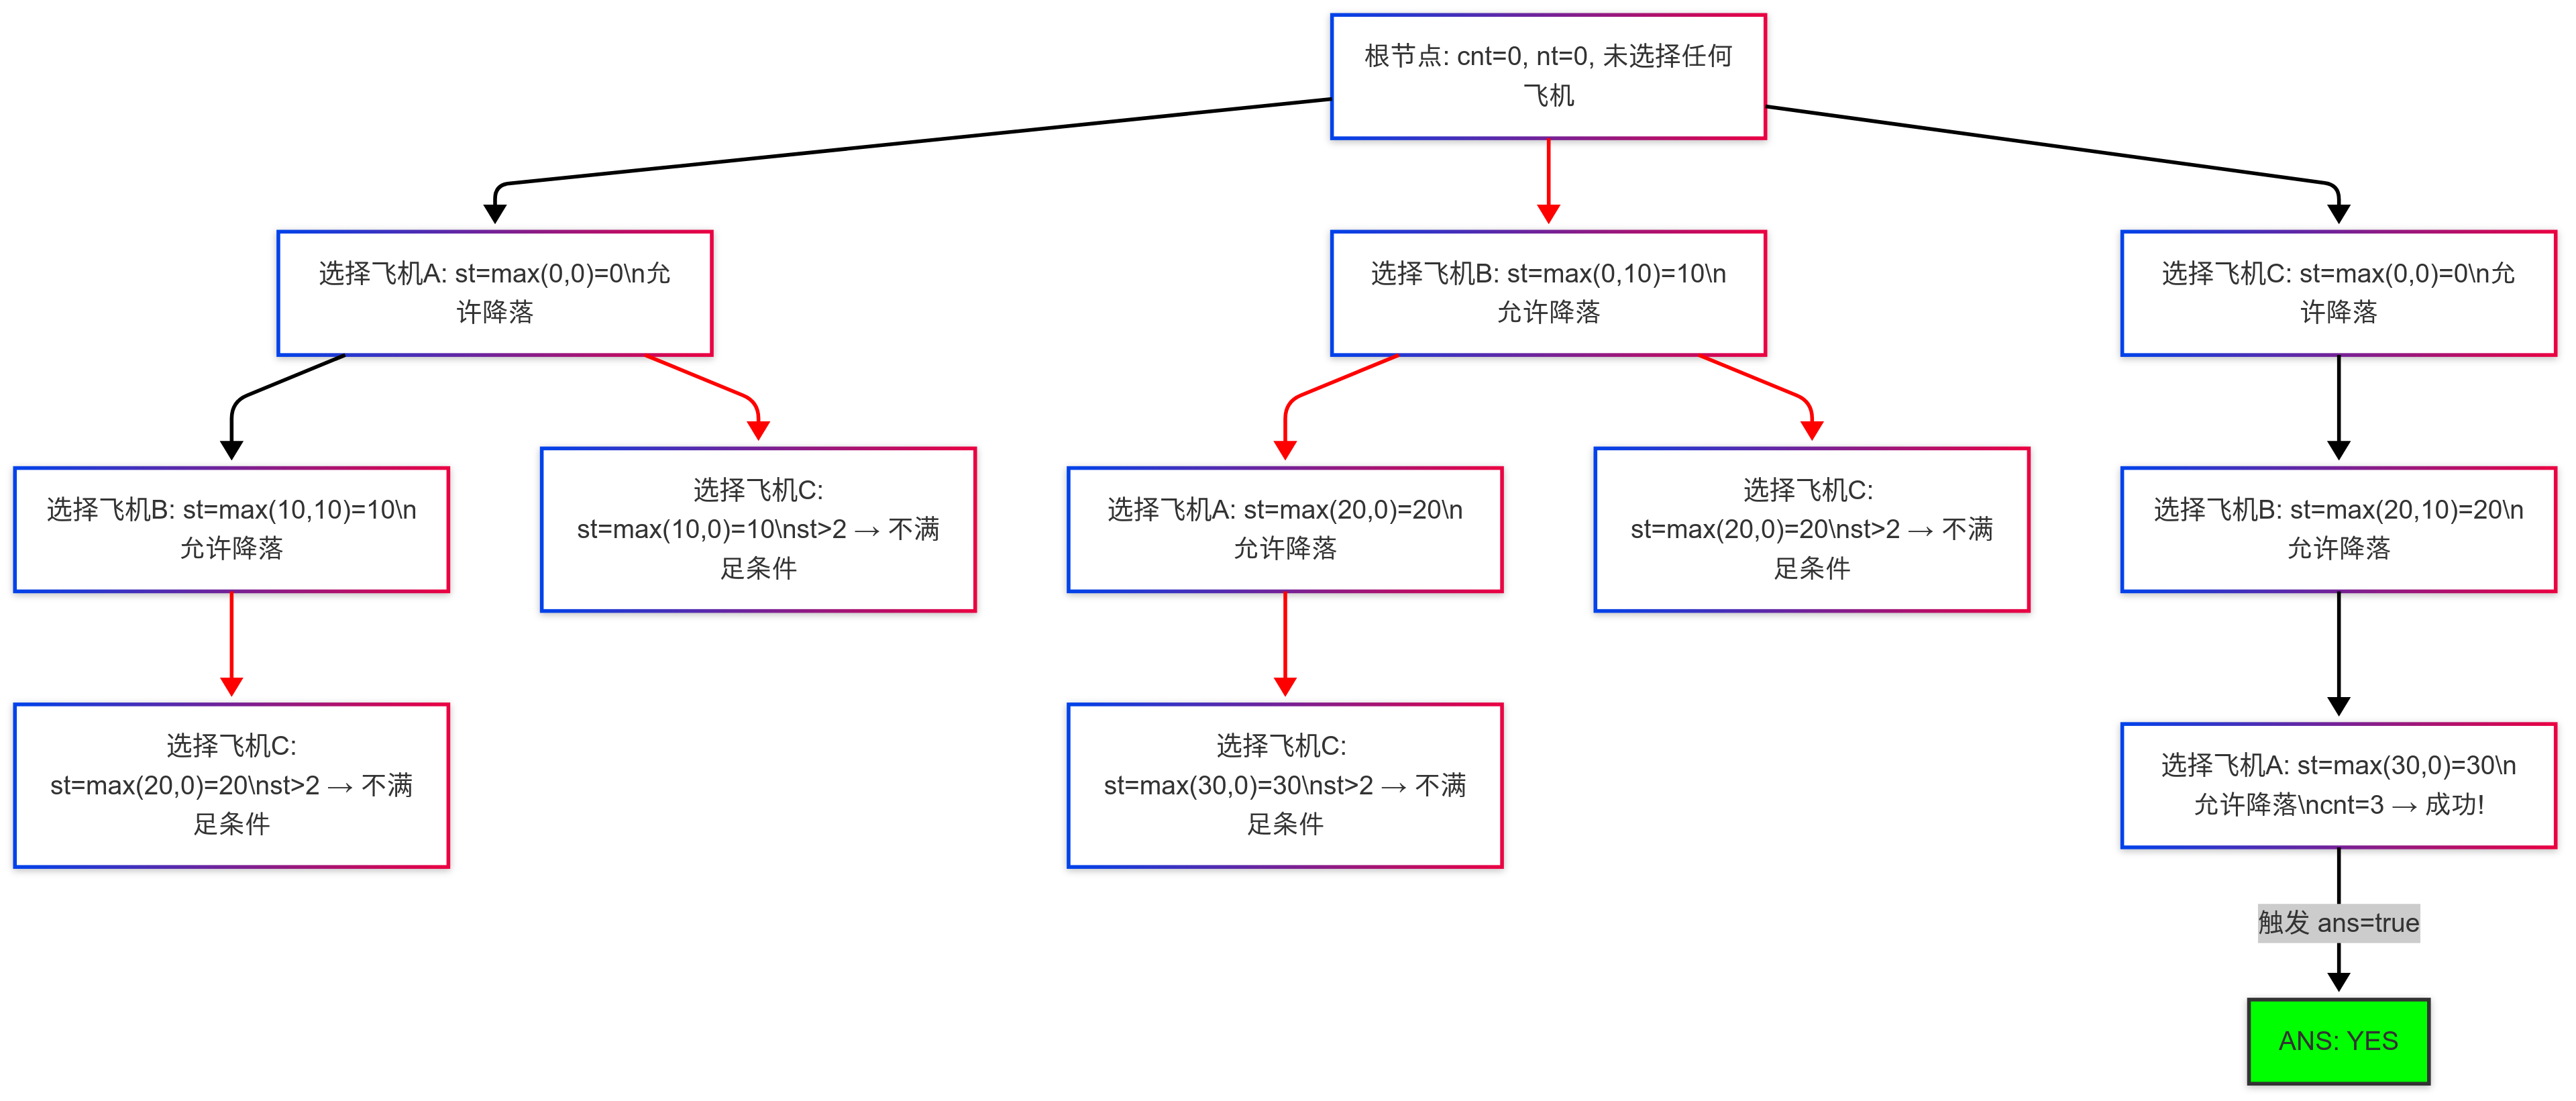 根节点: cnt=0, nt=0, 未选择任何
飞机
选择飞机A: st=max(0,0)=0\n允
许降落
选择飞机B: st=max(0,10)=10\n
允许降落
选择飞机C: st=max(0,0)=0\n允
许降落
选择飞机B: st=max(10,10)=10\n
允许降落
选择飞机C:
st=max(10,0)=10\nst>2 → 不满
足条件
选择飞机A: st=max(20,0)=20\n
允许降落
选择飞机C:
st=max(20,0)=20\nst>2 → 不满
足条件
选择飞机B: st=max(20,10)=20\n
允许降落
选择飞机C:
st=max(20,0)=20\nst>2 → 不满
足条件
选择飞机C:
st=max(30,0)=30\nst>2 → 不满
足条件
选择飞机A: st=max(30,0)=30\n
允许降落\ncnt=3 → 成功!
触发 ans=true
ANS: YES